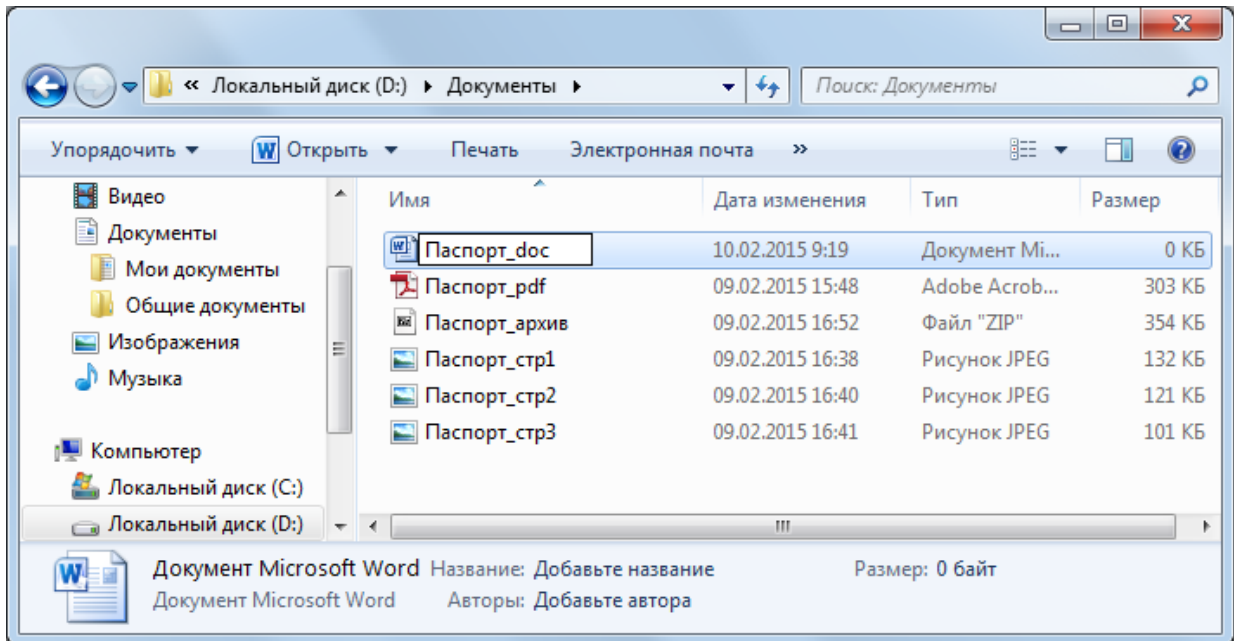 « Локальный диск (D:) Документы Поиск: Документы
Упорядочить Открыть Печать Электронная почта »
Видео
Документы
Мои документы
Общие документы
Изображения
Музыка
Компьютер
Локальный диск (C:)
Локальный диск (D:)
Имя Дата изменения Тип Размер
Паспорт_doc 10.02.2015 9:19 Документ Mi... 0 КБ
Паспорт_pdf 09.02.2015 15:48 Adobe Acrob... 303 КБ
Паспорт_архив 09.02.2015 16:52 Файл "ZIP" 354 КБ
Паспорт_стр1 09.02.2015 16:38 Рисунок JPEG 132 КБ
Паспорт_стр2 09.02.2015 16:40 Рисунок JPEG 121 КБ
Паспорт_стр3 09.02.2015 16:41 Рисунок JPEG 101 КБ
Документ Microsoft Word Название: Добавьте название Размер: 0 байт
Документ Microsoft Word Авторы: Добавьте автора